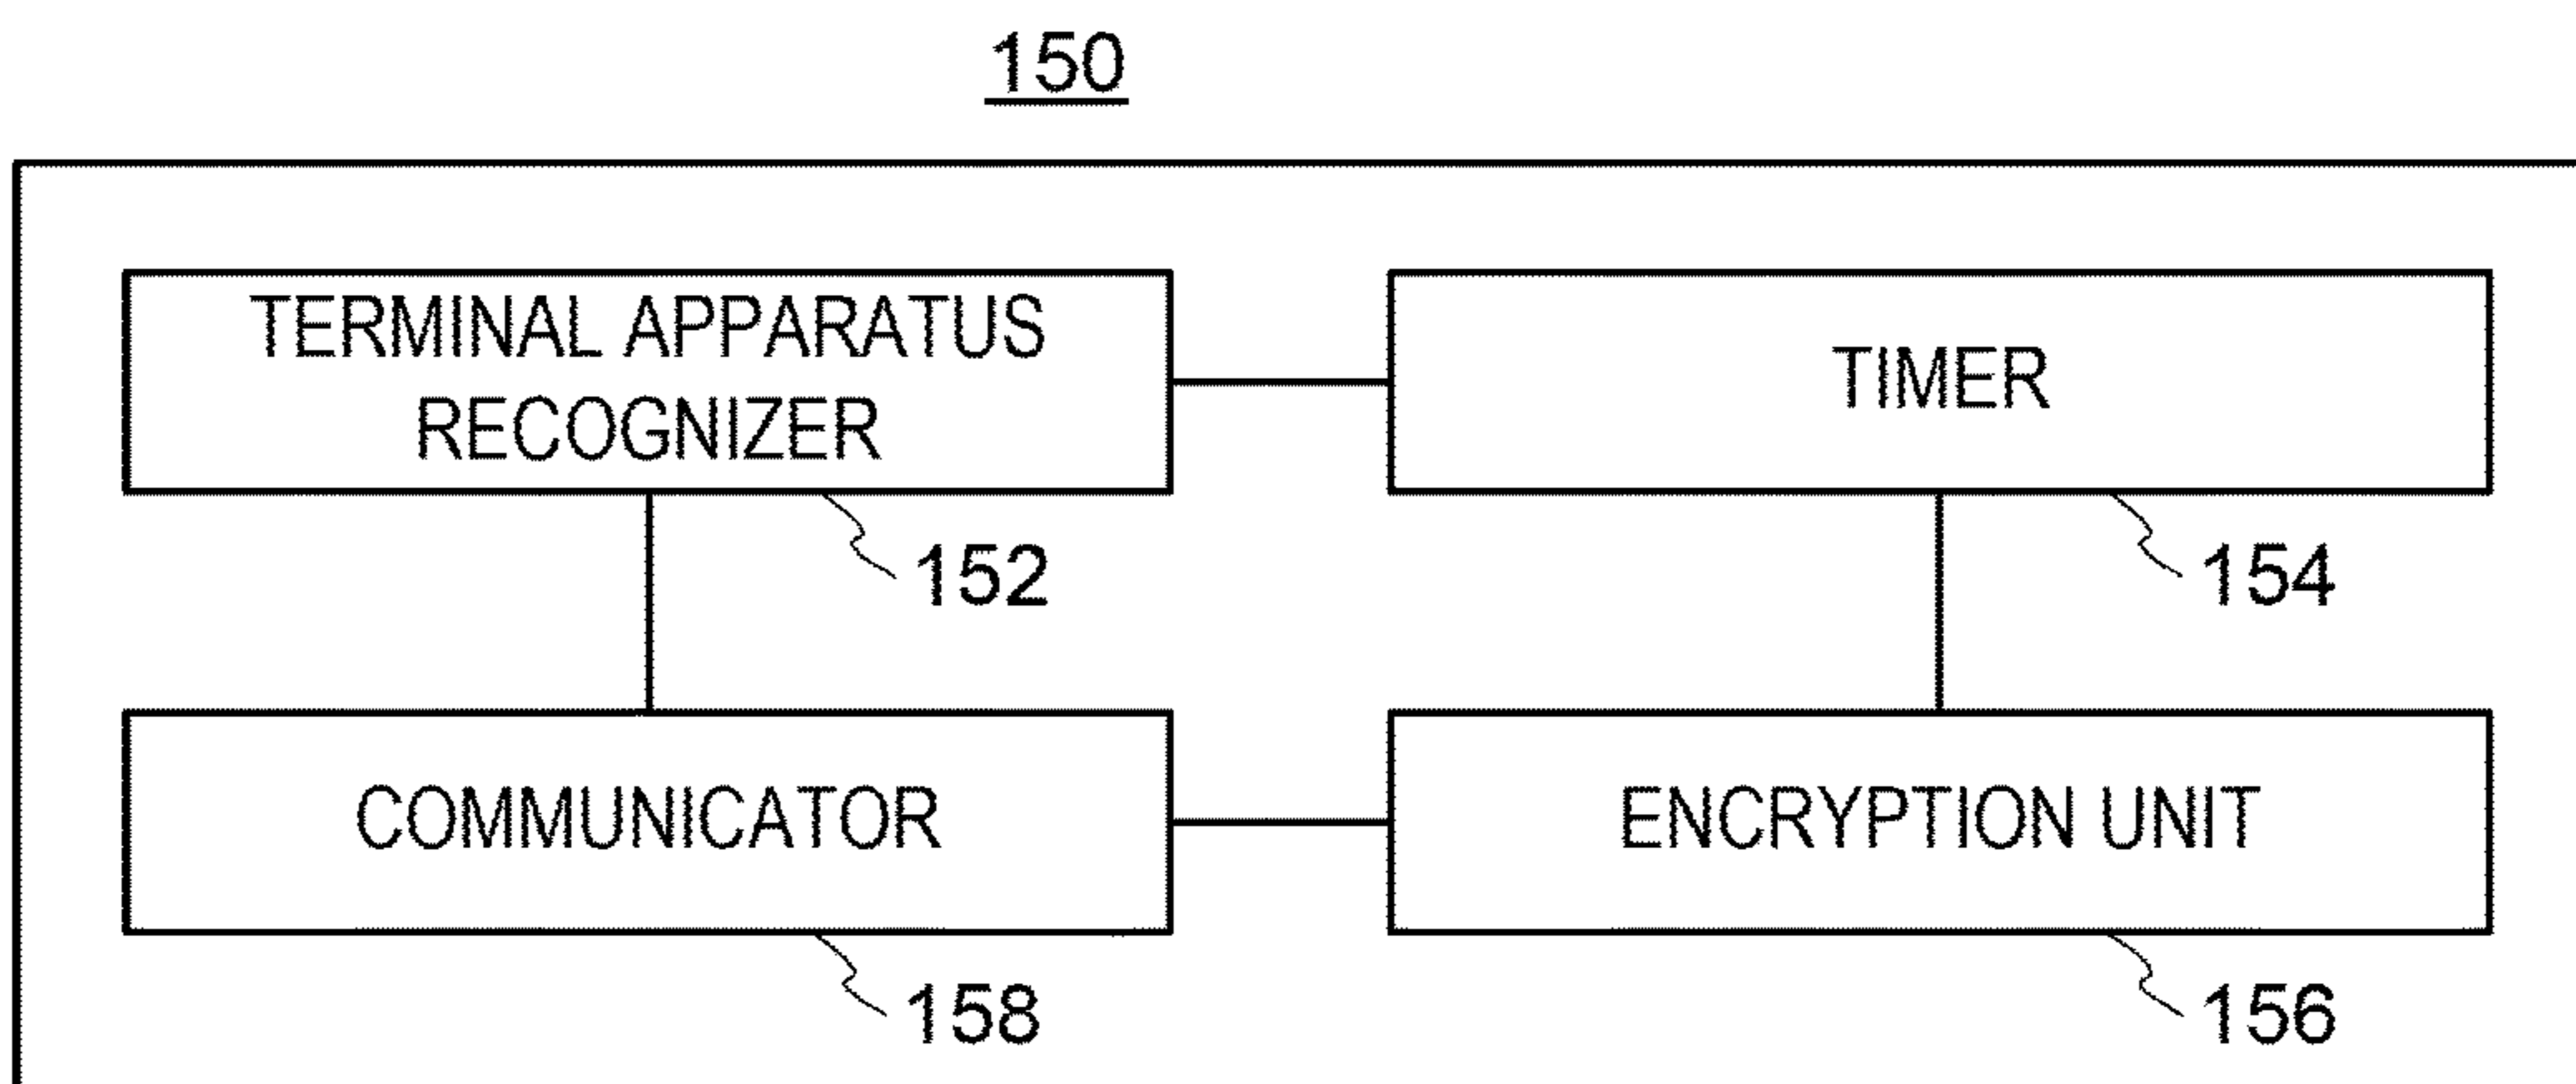 150
TERMINAL APPARATUS
RECOGNIZER
152
TIMER
154
COMMUNICATOR
158
ENCRYPTION UNIT
156